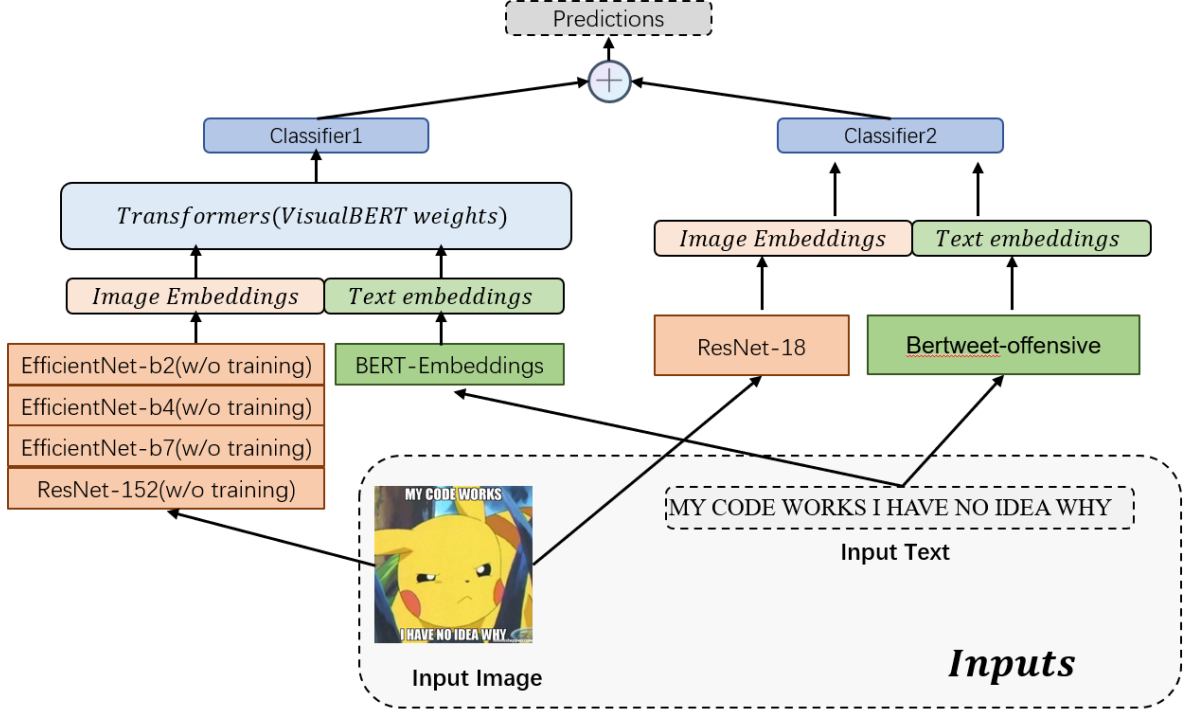 Predictions
Classifier1
Classifier2
Transformers(VisualBERT weights)
Image Embeddings
Text embeddings
Image Embeddings
Text embeddings
EfficientNet-b2(w/o training)
EfficientNet-b4(w/o training)
EfficientNet-b7(w/o training)
ResNet-152(w/o training)
BERT-Embeddings
ResNet-18
Bertweet-offensive
MY CODE WORKS
I HAVE NO IDEA WHY
Input Image
MY CODE WORKS I HAVE NO IDEA WHY
Input Text
Inputs